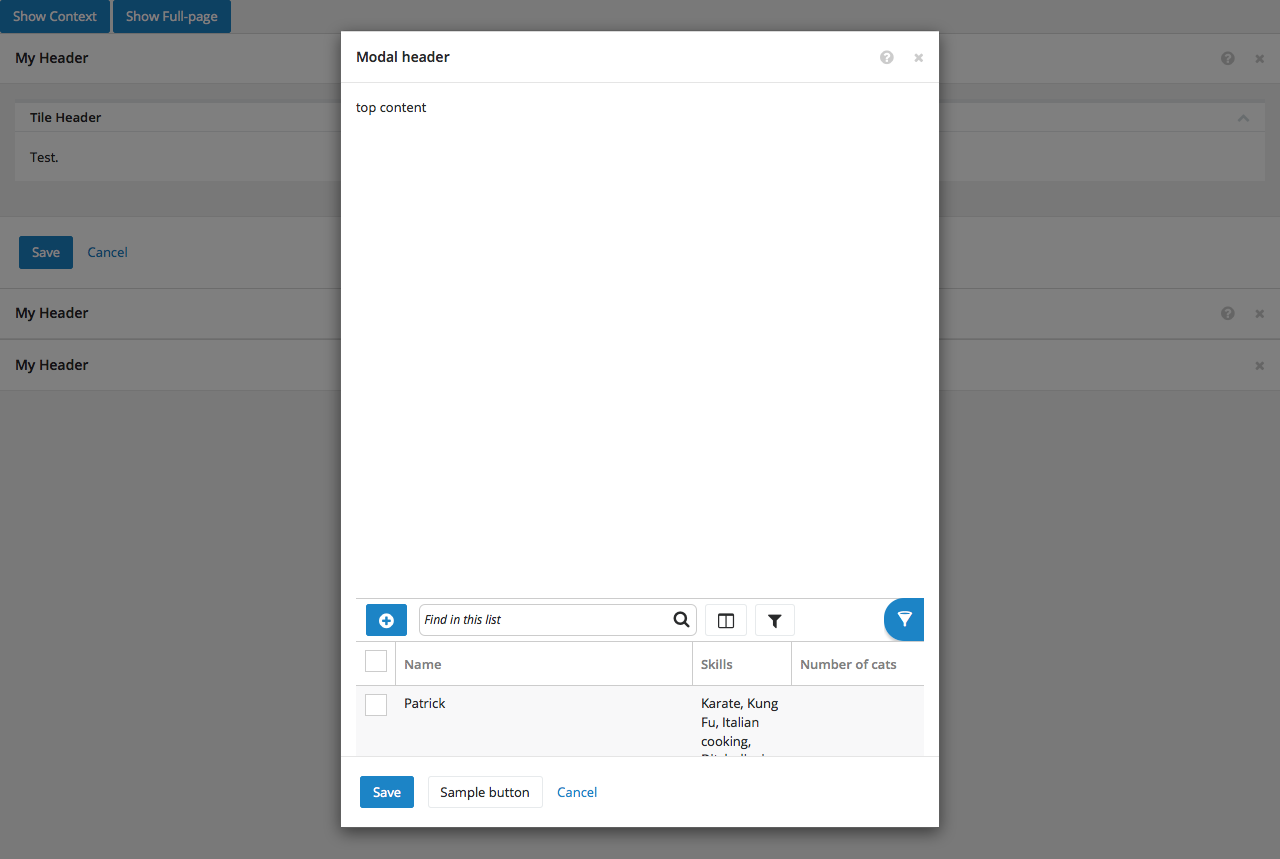 Show Context
Show Full-page
My Header
Tile Header
Test.
Save
Cancel
My Header
My Header
Modal header
top content
Find in this list
Name
Skills
Number of cats
Patrick
Karate, Kung
Fu, Italian
cooking,
Save
Sample button
Cancel